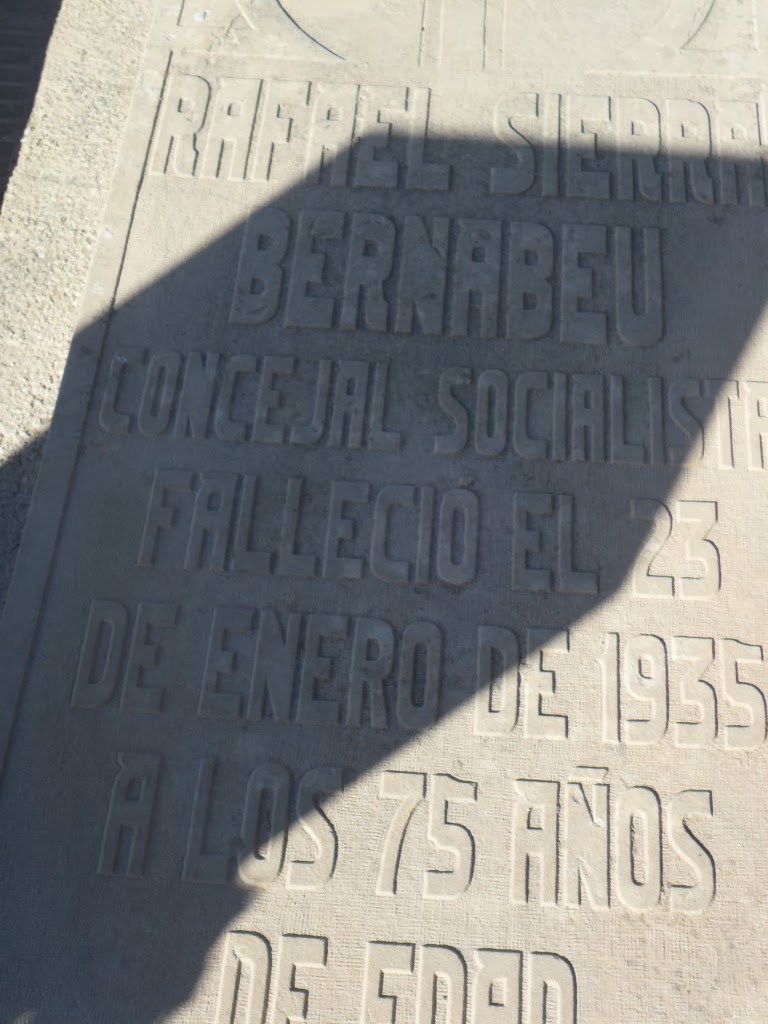 RAFAEL SIERRA
BERNABEU
CONCEJAL SOCIALISTA
FALLECIÓ EL 23
DE ENERO DE 1935
A LOS 75 AÑOS
DE EDAD